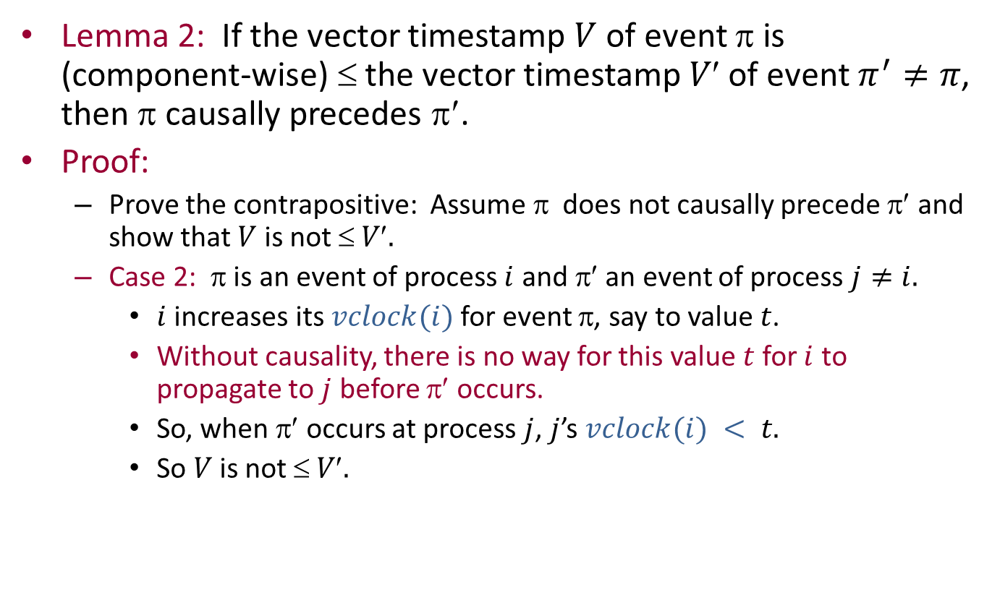 • Lemma 2: If the vector timestamp V of event π is
(component-wise) ≤ the vector timestamp V′ of event π′ ≠ π,
then π causally precedes π′.
• Proof:
– Prove the contrapositive: Assume π does not causally precede π′ and
show that V is not ≤ V′.
– Case 2: π is an event of process i and π′ an event of process j ≠ i.
• i increases its vclock(i) for event π, say to value t.
• Without causality, there is no way for this value t for i to
propagate to j before π′ occurs.
• So, when π′ occurs at process j, j’s vclock(i) < t.
• So V is not ≤ V′.